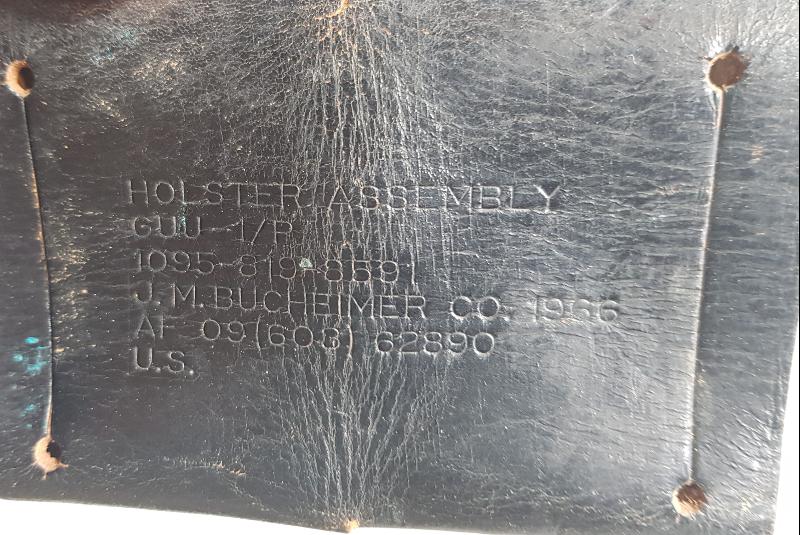 HOLSTER ASSEMBLY
GUU-1/P
1095-819-8591
J.M. BUCHEIMER CO. 1966
AF 09(603) 62890
U.S.